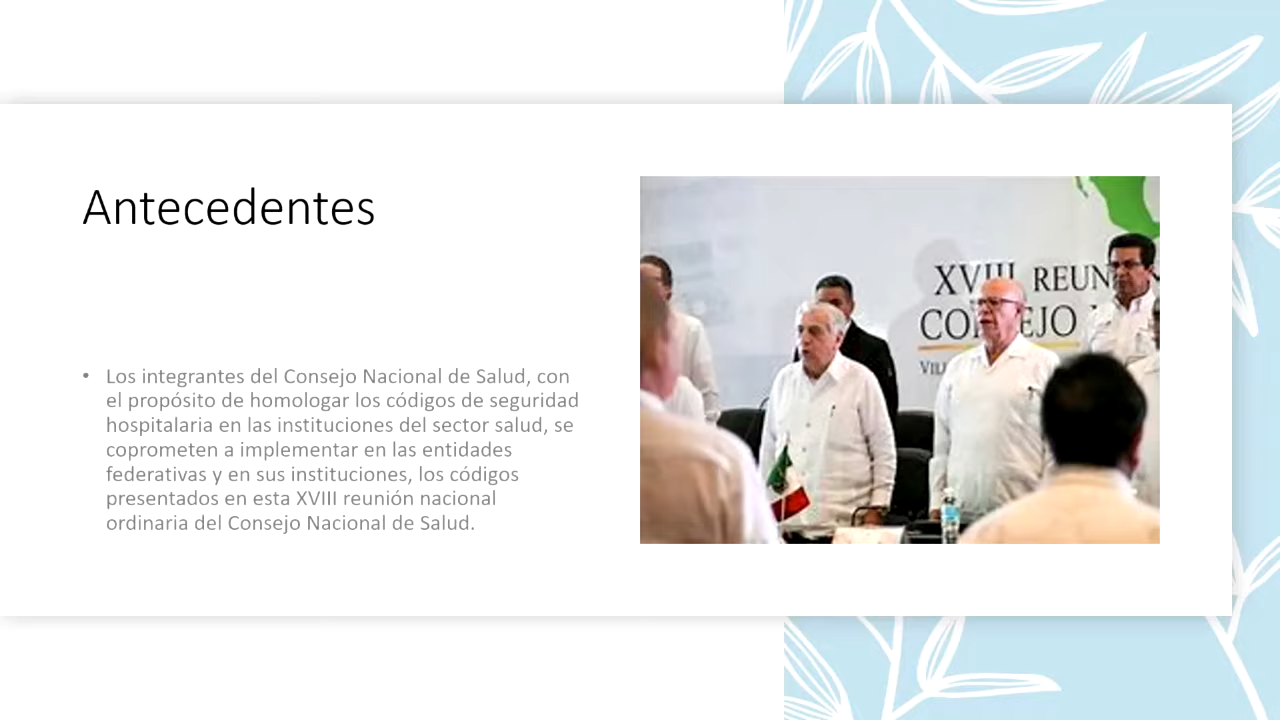 Antecedentes
• Los integrantes del Consejo Nacional de Salud, con
el propósito de homologar los códigos de seguridad
hospitalaria en las instituciones del sector salud, se
coprometen a implementar en las entidades
federativas y en sus instituciones, los códigos
presentados en esta XVIII reunión nacional
ordinaria del Consejo Nacional de Salud.
XVIII REUN